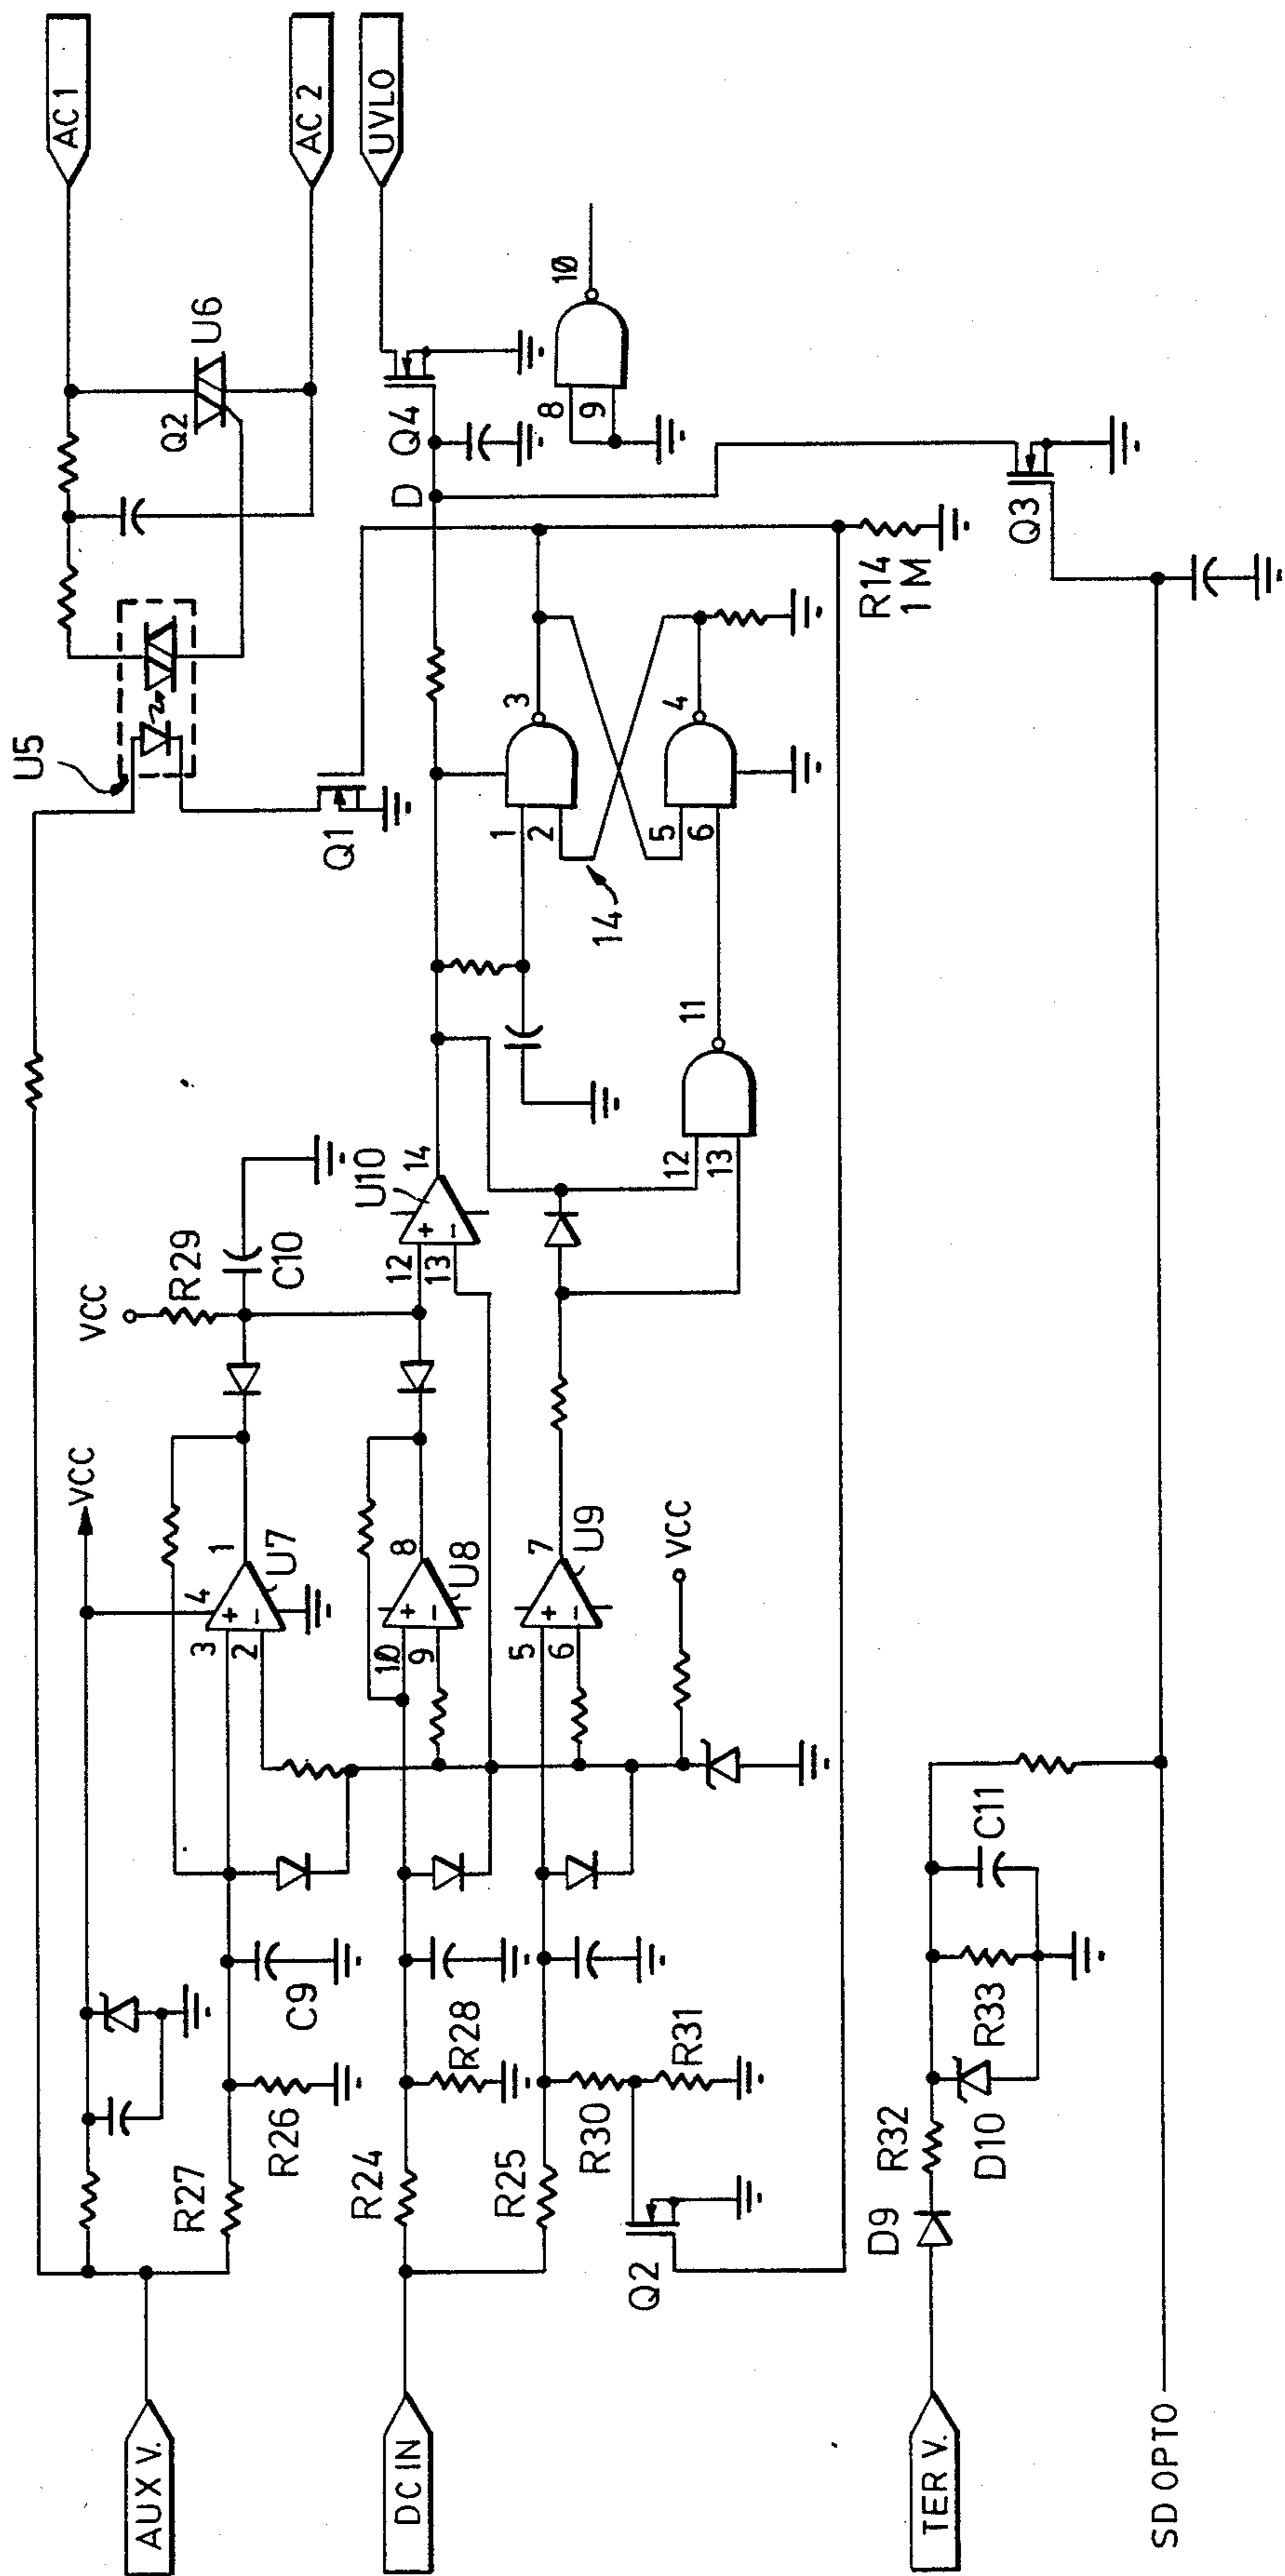 AC 1
AC 2
UVLO
U5
Q2
U6
Q1
Q4
D
10
8
9
VCC
VCC
R29
C10
4
3
2
1
U7
U10
12
13
14
10
9
8
U8
5
6
7
U9
VCC
1
2
3
14
5
6
4
12
13
11
R14
1 M
Q3
R27
R26
C9
R24
R28
R25
R30
R31
Q2
AUX V.
DC IN
TER V.
D9
R32
D10
R33
C11
SD OPTO